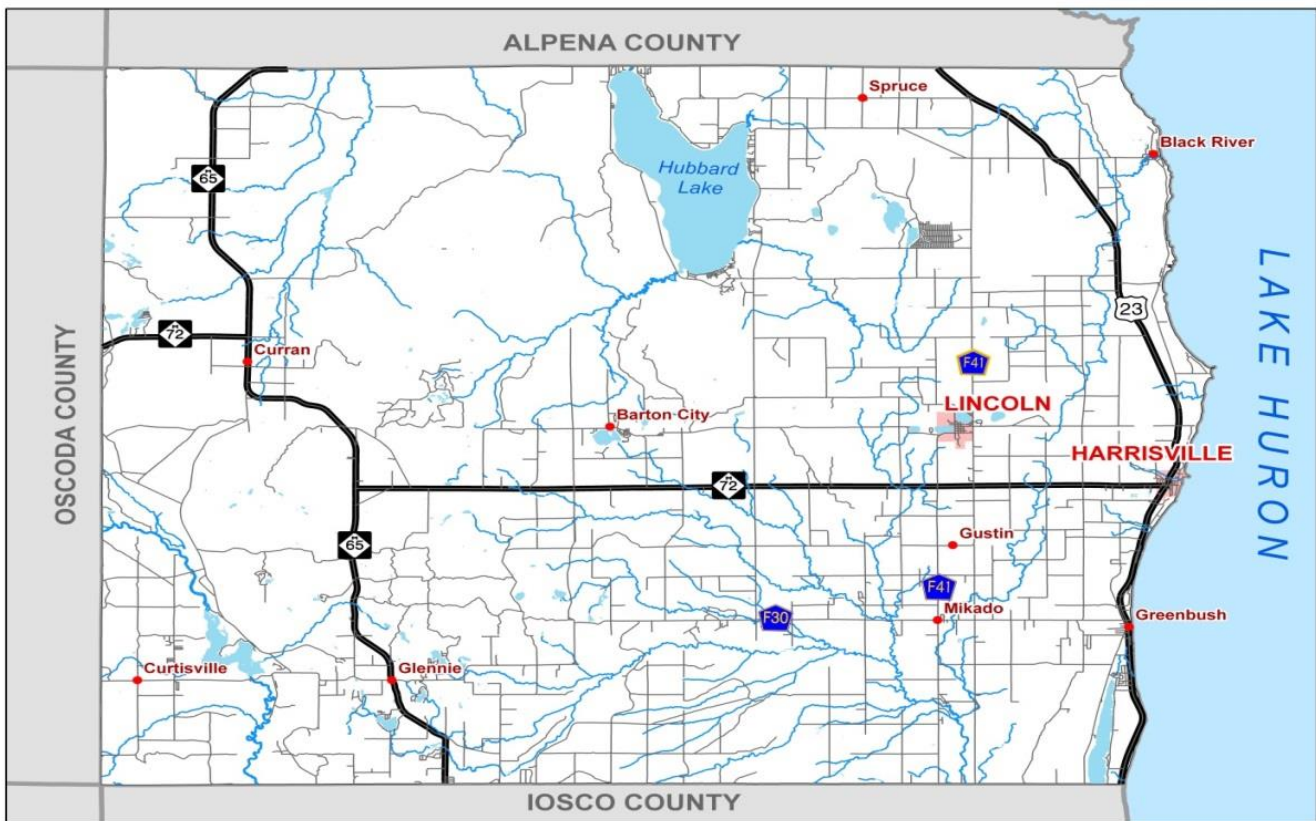 ALPENA COUNTY
Spruce
Black River
65
Hubbard
Lake
LAKE HURON
23
72
Curran
F41
OSCODA COUNTY
LINCOLN
Barton City
HARRISVILLE
72
65
Gustin
F41
Mikado
F30
Greenbush
Curtisville
Glennie
IOSCO COUNTY